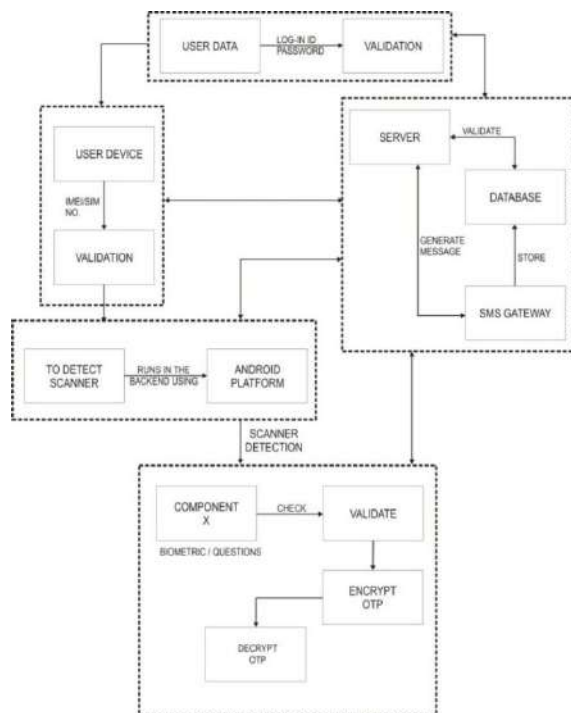 USER DATA
LOG-IN ID
PASSWORD
VALIDATION
USER DEVICE
IMEI/SIM
NO.
VALIDATION
SERVER
VALIDATE
DATABASE
GENERATE
MESSAGE
STORE
SMS GATEWAY
TO DETECT
SCANNER
RUNS IN THE
BACKEND USING
ANDROID
PLATFORM
SCANNER
DETECTION
COMPONENT
X
CHECK
VALIDATE
BIOMETRIC / QUESTIONS
ENCRYPT
OTP
DECRYPT
OTP